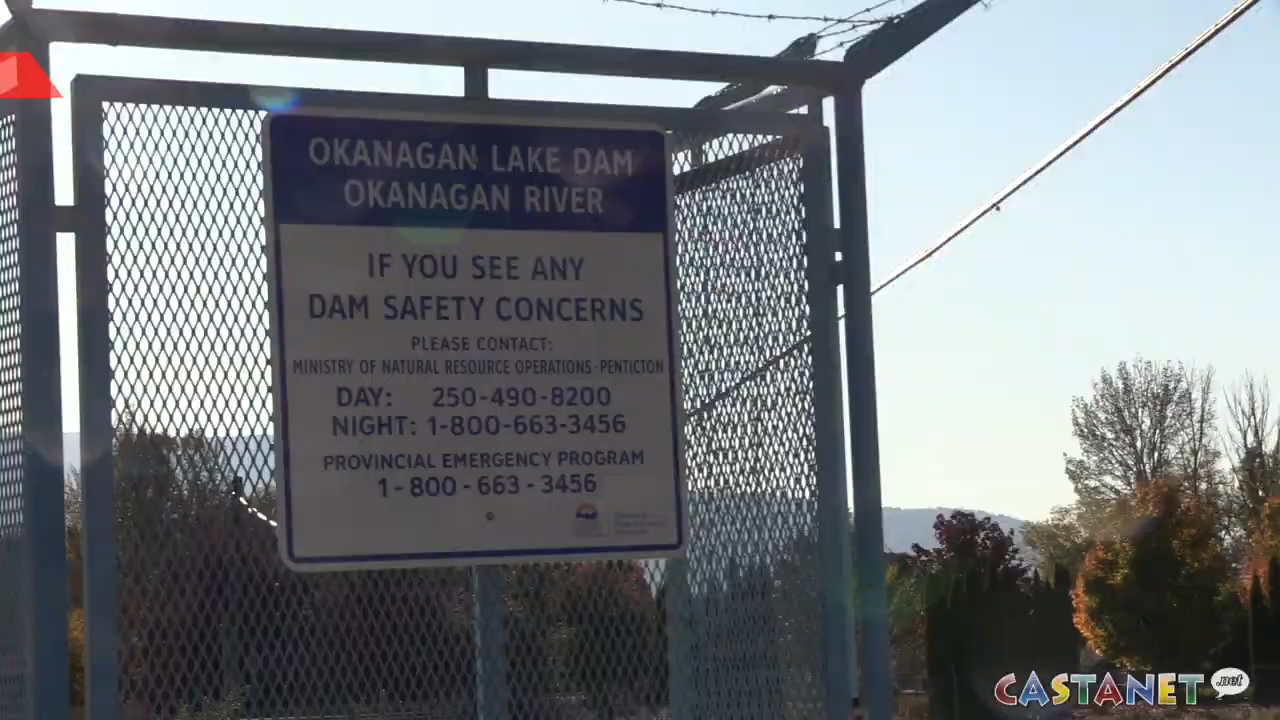 OKANAGAN LAKE DAM
OKANAGAN RIVER
IF YOU SEE ANY
DAM SAFETY CONCERNS
PLEASE CONTACT:
MINISTRY OF NATURAL RESOURCE OPERATIONS - PENTICTON
DAY: 250-490-8200
NIGHT: 1-800-663-3456
PROVINCIAL EMERGENCY PROGRAM
1 - 800 - 663 - 3456
CASTANET .net